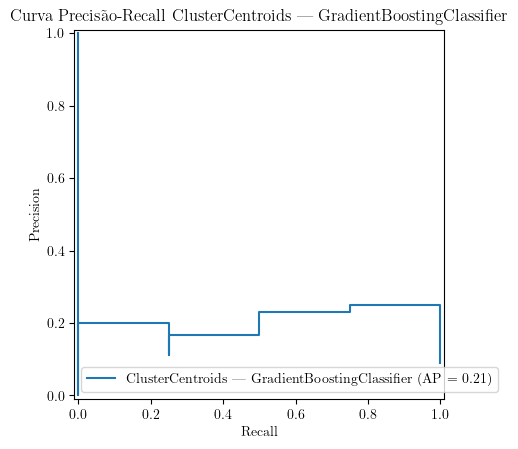 Curva Precisão-Recall ClusterCentroids — GradientBoostingClassifier
1.0
0.8
0.6
0.4
0.2
0.0
Precision
ClusterCentroids — GradientBoostingClassifier (AP = 0.21)
0.0 0.2 0.4 0.6 0.8 1.0
Recall